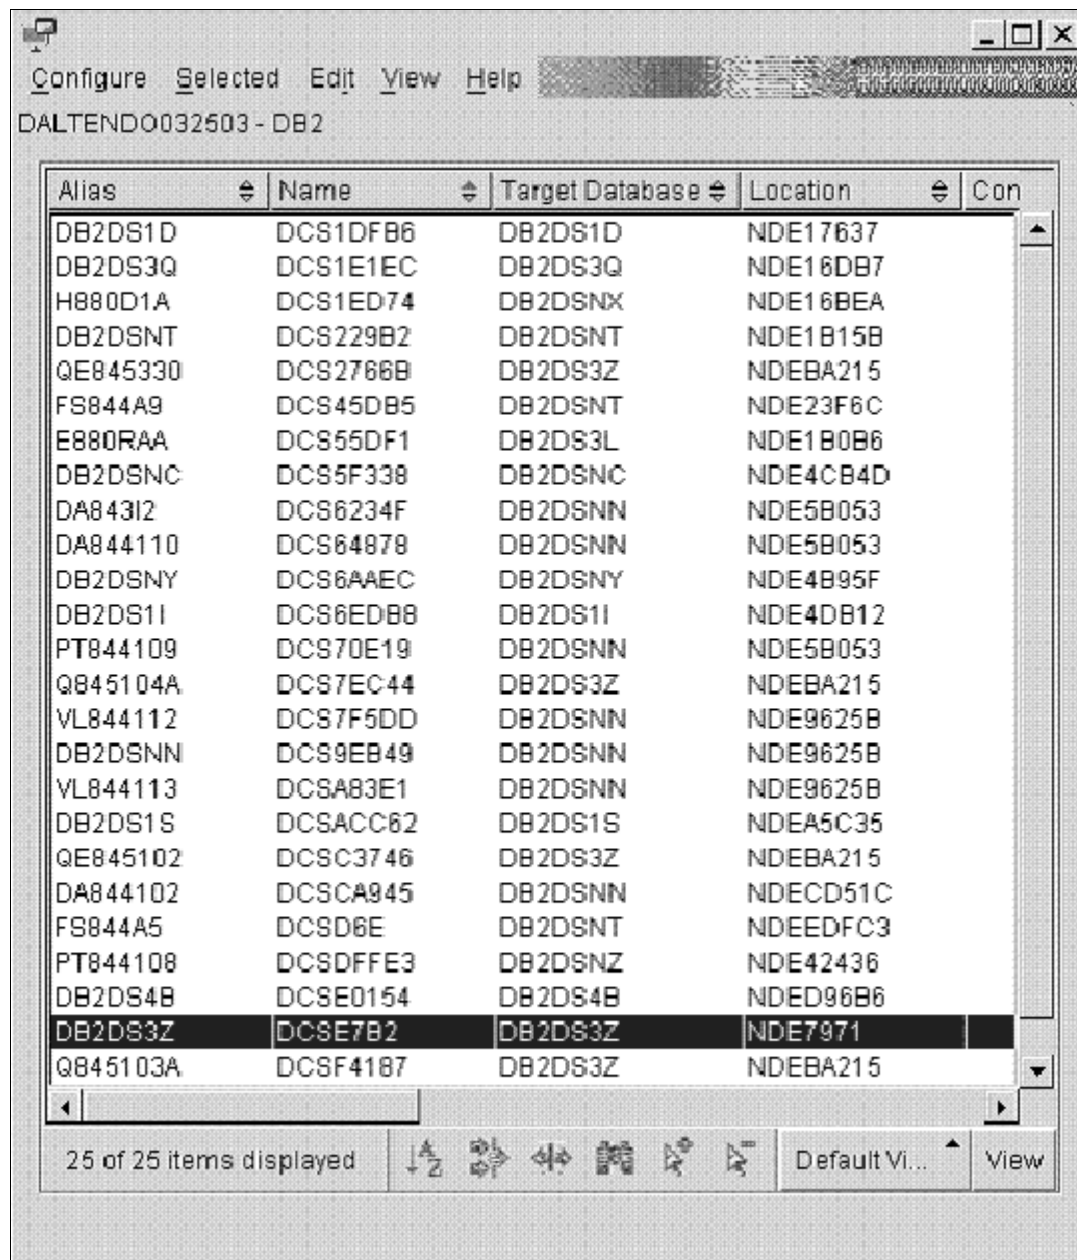 Configure Selected Edit View Help
DALTENDO032503 - DB2
Alias Name Target Database Location Con
DB2DS1D DCS1DFB6 DB2DS1D NDE17637
DB2DS3Q DCS1E1EC DB2DS3Q NDE16DB7
H880D1A DCS1ED74 DB2DSNX NDE16BEA
DB2DSNT DCS229B2 DB2DSNT NDE1B15B
QE845330 DCS2766B DB2DS3Z NDEBA215
FS844A9 DCS45DB5 DB2DSNT NDE23F6C
E880RAA DCS55DF1 DB2DS3L NDE1B0B6
DB2DSNC DCS5F338 DB2DSNC NDE4CB4D
DA843I2 DCS6234F DB2DSNN NDE5B053
DA844110 DCS64878 DB2DSNN NDE5B053
DB2DSNY DCS6AAEC DB2DSNY NDE4B95F
DB2DS1I DCS6EDB8 DB2DS1I NDE4DB12
PT844109 DCS70E19 DB2DSNN NDE5B053
Q845104A DCS7EC44 DB2DS3Z NDEBA215
VL844112 DCS7F5DD DB2DSNN NDE9625B
DB2DSNN DCS9EB49 DB2DSNN NDE9625B
VL844113 DCSA83E1 DB2DSNN NDE9625B
DB2DS1S DCSACC62 DB2DS1S NDEA5C35
QE845102 DCSC3746 DB2DS3Z NDEBA215
DA844102 DCSCA945 DB2DSNN NDECD51C
FS844A5 DCSD6E DB2DSNT NDEEDFC3
PT844108 DCSDFFE3 DB2DSNZ NDE42436
DB2DS4B DCSE0154 DB2DS4B NDED96B6
DB2DS3Z DCSE7B2 DB2DS3Z NDE7971
Q845103A DCSF4187 DB2DS3Z NDEBA215
25 of 25 items displayed Default Vi... View